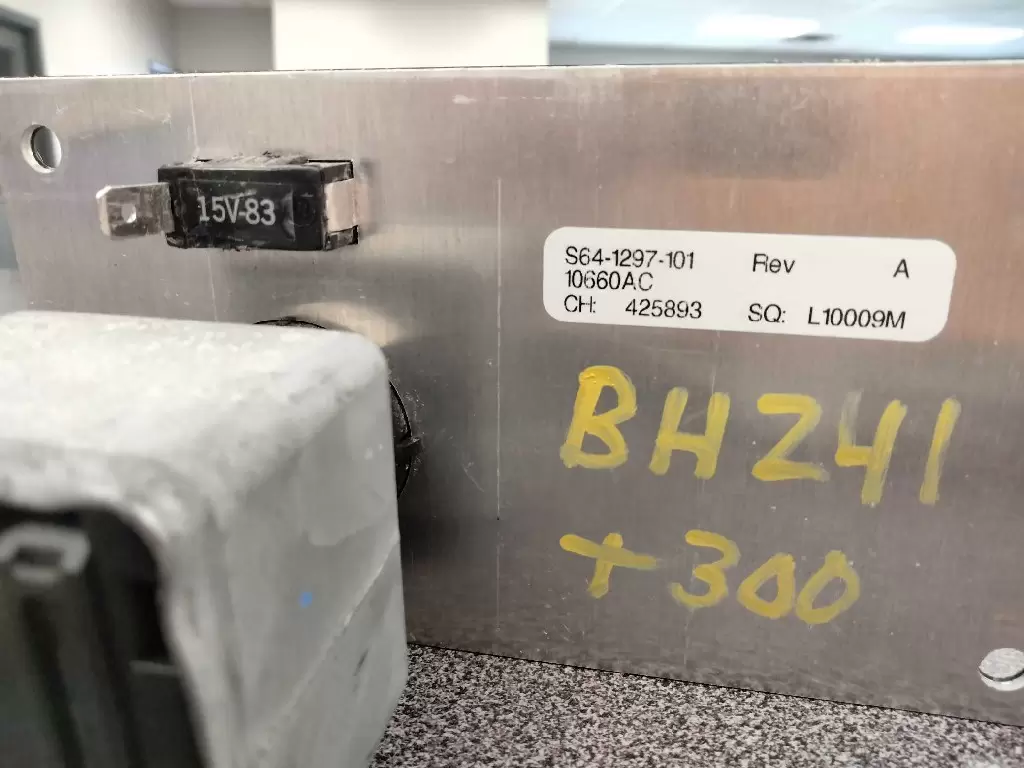 15V-83
S64-1297-101 Rev A
10660AC
CH: 425893 SQ: L10009M
BH241
+300